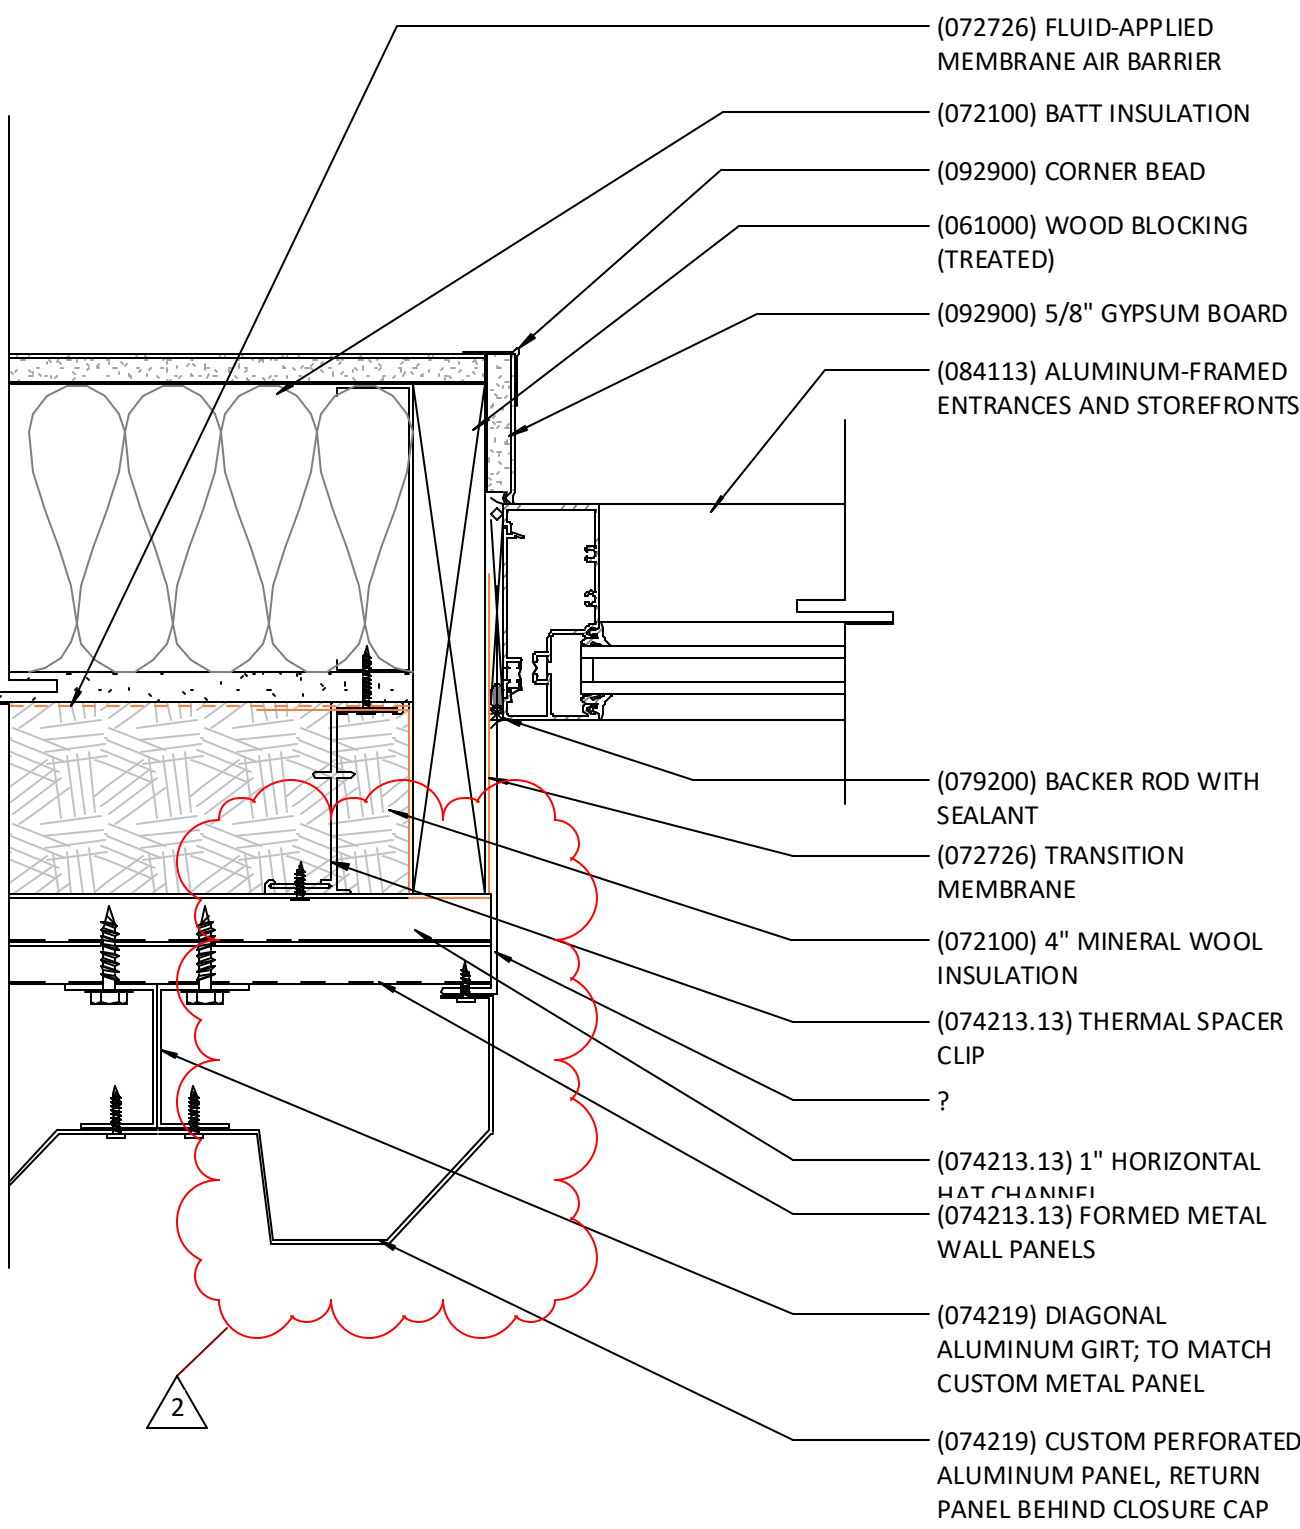 (072726) FLUID-APPLIED
MEMBRANE AIR BARRIER
(072100) BATT INSULATION
(092900) CORNER BEAD
(061000) WOOD BLOCKING
(TREATED)
(092900) 5/8" GYPSUM BOARD
(084113) ALUMINUM-FRAMED
ENTRANCES AND STOREFRONTS
(079200) BACKER ROD WITH
SEALANT
(072726) TRANSITION
MEMBRANE
(072100) 4" MINERAL WOOL
INSULATION
(074213.13) THERMAL SPACER
CLIP
?
(074213.13) 1" HORIZONTAL
HAT CHANNEL
(074213.13) FORMED METAL
WALL PANELS
(074219) DIAGONAL
ALUMINUM GIRT; TO MATCH
CUSTOM METAL PANEL
(074219) CUSTOM PERFORATED
ALUMINUM PANEL, RETURN
PANEL BEHIND CLOSURE CAP
2